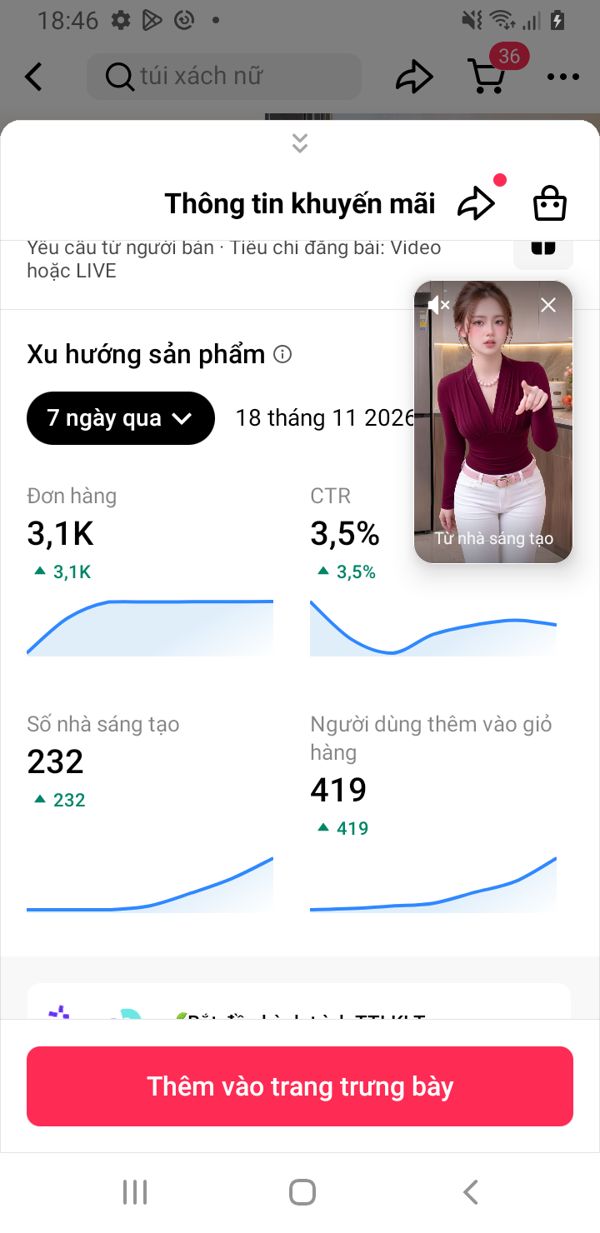 18:46
túi xách nữ
36
Thông tin khuyến mãi
Yêu cầu từ người bán · Tiêu chí đăng bài: Video
hoặc LIVE
Xu hướng sản phẩm
7 ngày qua
18 tháng 11 2026
Từ nhà sáng tạo
Đơn hàng
3,1K
3,1K
CTR
3,5%
3,5%
Số nhà sáng tạo
232
232
Người dùng thêm vào giỏ
hàng
419
419
Thêm vào trang trưng bày